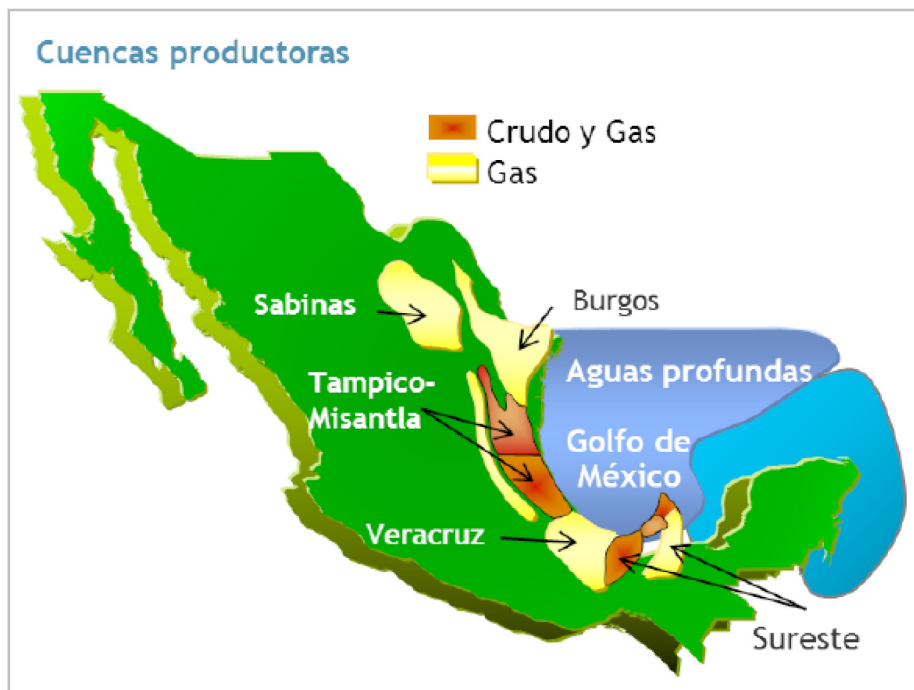 Cuencas productoras
Crudo y Gas
Gas
Sabinas
Burgos
Tampico-
Misantla
Aguas profundas
Golfo de
México
Veracruz
Sureste